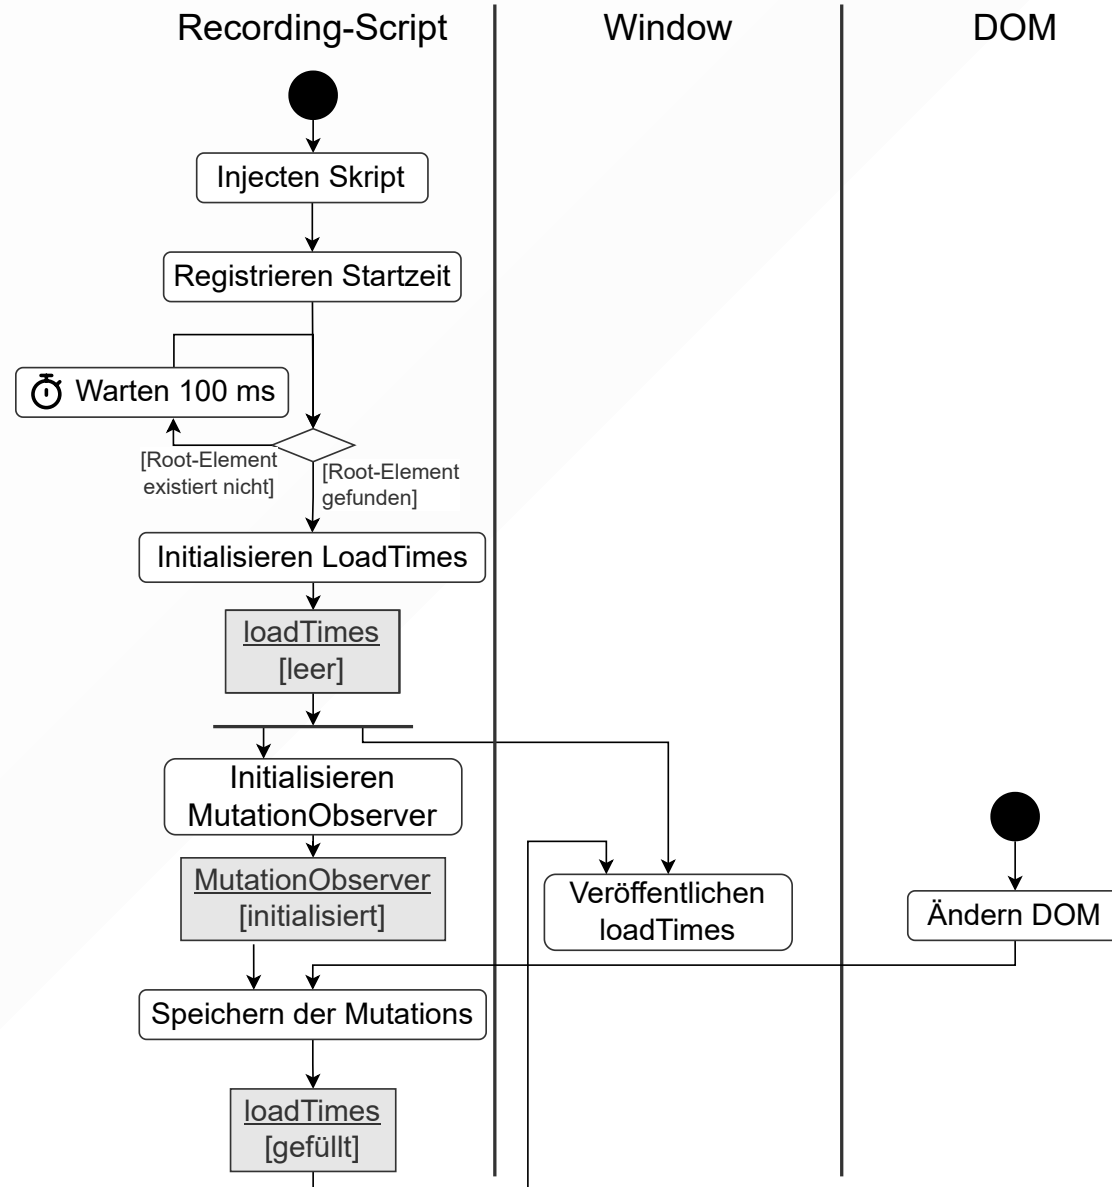 Recording-Script
Window
DOM
Injecten Skript
Registrieren Startzeit
Warten 100 ms
[Root-Element
existiert nicht]
[Root-Element
gefunden]
Initialisieren LoadTimes
loadTimes
[leer]
Initialisieren
MutationObserver
MutationObserver
[initialisiert]
Veröffentlichen
loadTimes
Ändern DOM
Speichern der Mutations
loadTimes
[gefüllt]